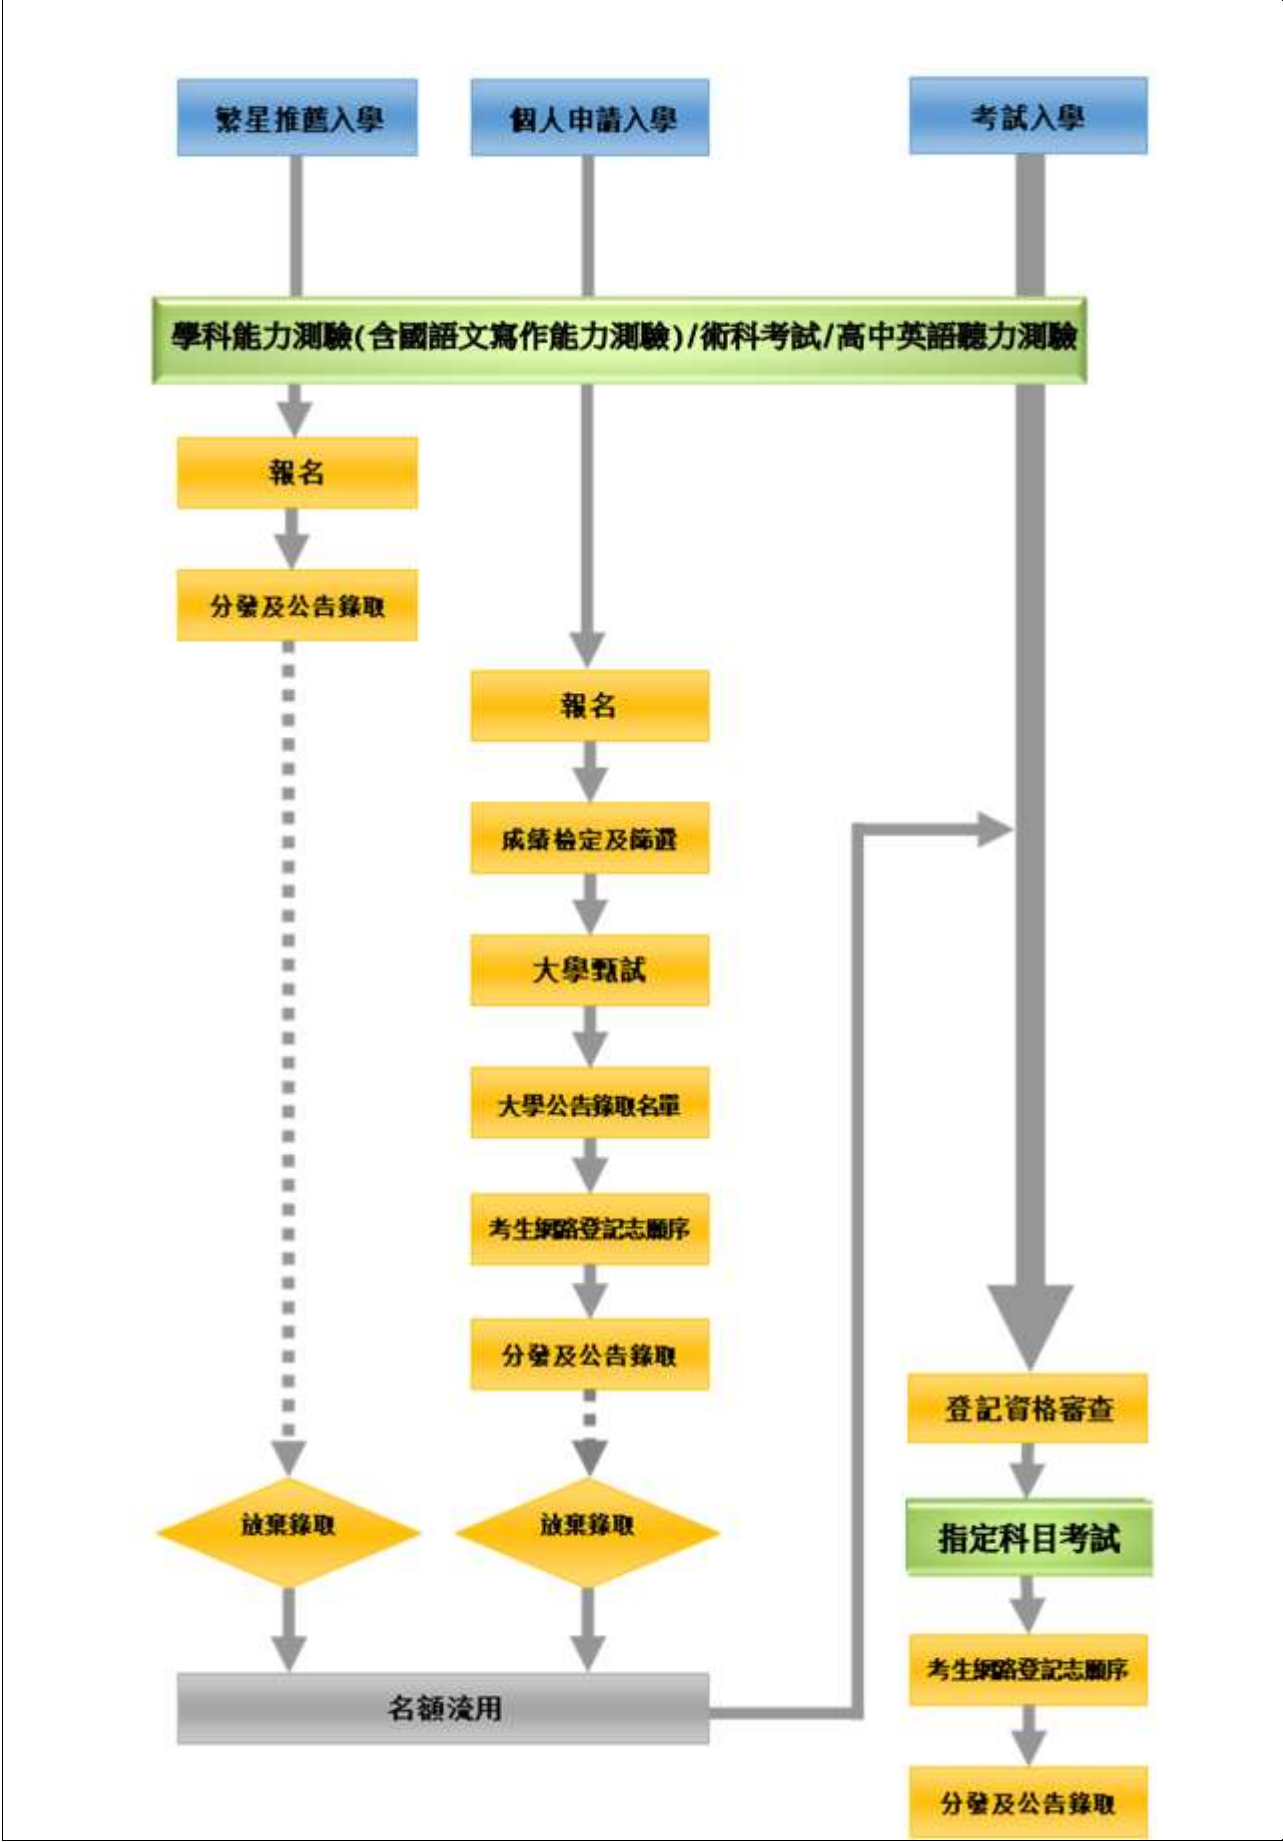 繁星推薦入學
個人申請入學
考試入學
學科能力測驗(含國語文寫作能力測驗)/術科考試/高中英語聽力測驗
報名
分發及公告錄取
報名
成績檢定及篩選
大學甄試
大學公告錄取名單
考生網路登記志願序
分發及公告錄取
放棄錄取
放棄錄取
名額流用
登記資格審查
指定科目考試
考生網路登記志願序
分發及公告錄取